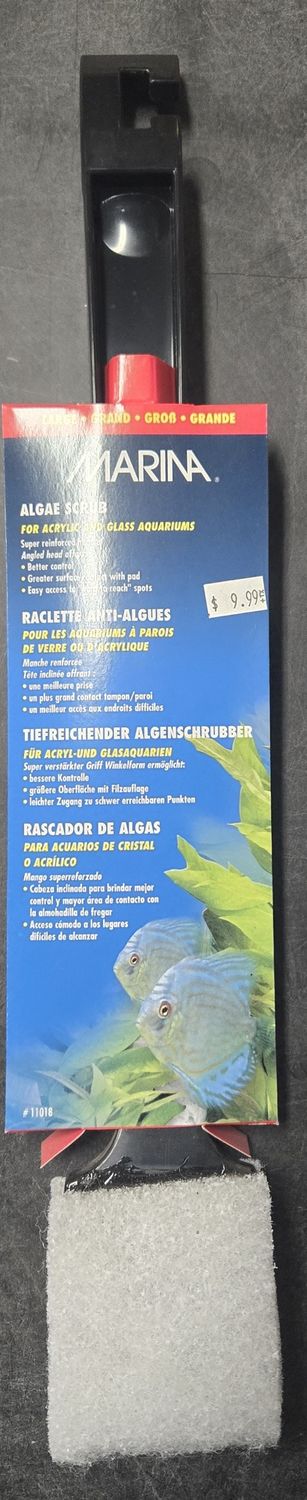 LARGE • GRAND • GROß • GRANDE
MARINA®
ALGAE SCRUB
FOR ACRYLIC AND GLASS AQUARIUMS
Super reinforced
Angled head
• Better control
• Greater surface contact with pad
• Easy access to "hard to reach" spots
$ 9.99
RACLETTE ANTI-ALGUES
POUR LES AQUARIUMS À PAROIS
DE VERRE OU D'ACRYLIQUE
Manche renforcée
Tête inclinée offrant :
• une meilleure prise
• un plus grand contact tampon/paroi
• un meilleur accès aux endroits difficiles
TIEFREICHENDER ALGENSCHRUBBER
FÜR ACRYL-UND GLASAQUARIEN
Super verstärkter Griff Winkelform ermöglicht:
• bessere Kontrolle
• größere Oberfläche mit Filzauflage
• leichter Zugang zu schwer erreichbaren Punkten
RASCADOR DE ALGAS
PARA ACUARIOS DE CRISTAL
O ACRÍLICO
Mango superreforzado
• Cabeza inclinada para brindar mejor
control y mayor área de contacto con
la almohadilla de fregar
• Acceso cómodo a los lugares
difíciles de alcanzar
#11018